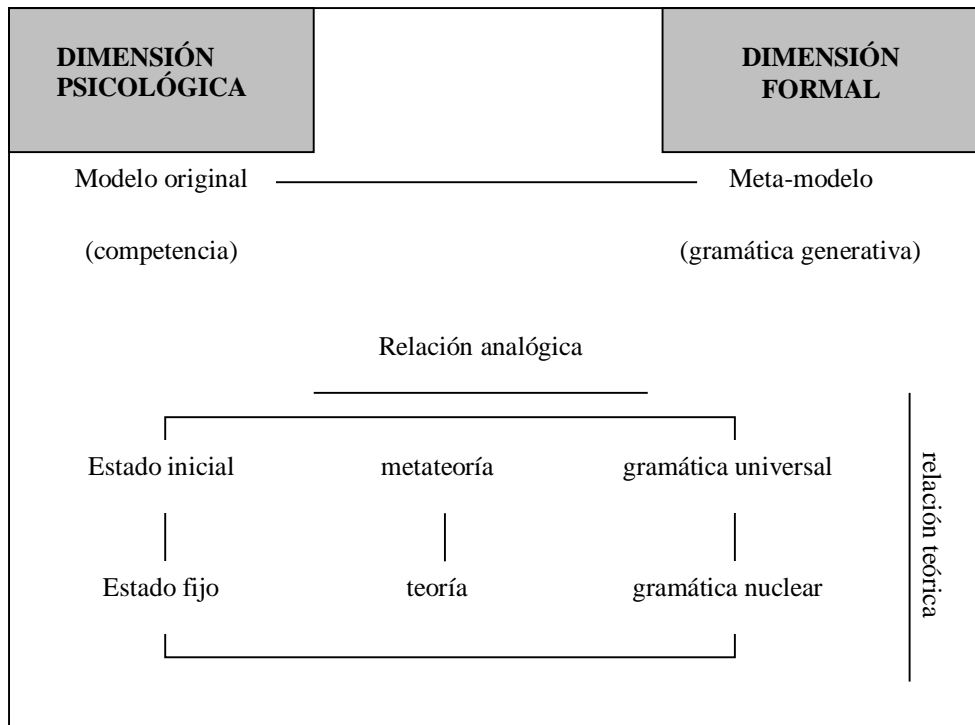 DIMENSIÓN
PSICOLÓGICA
DIMENSIÓN
FORMAL
Modelo original
Meta-modelo
(competencia)
(gramática generativa)
Relación analógica
Estado inicial
metateoría
gramática universal
Estado fijo
teoría
gramática nuclear
relación teórica